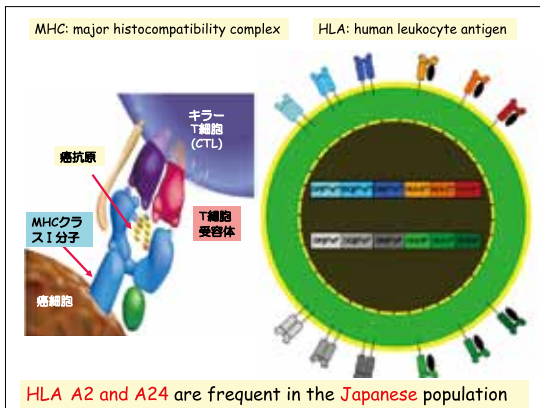 MHC: major histocompatibility complex
HLA: human leukocyte antigen
キラー
T細胞
(CTL)
癌抗原
MHCクラ
スⅠ分子
T細胞
受容体
癌細胞
HLA A2 and A24 are frequent in the Japanese population